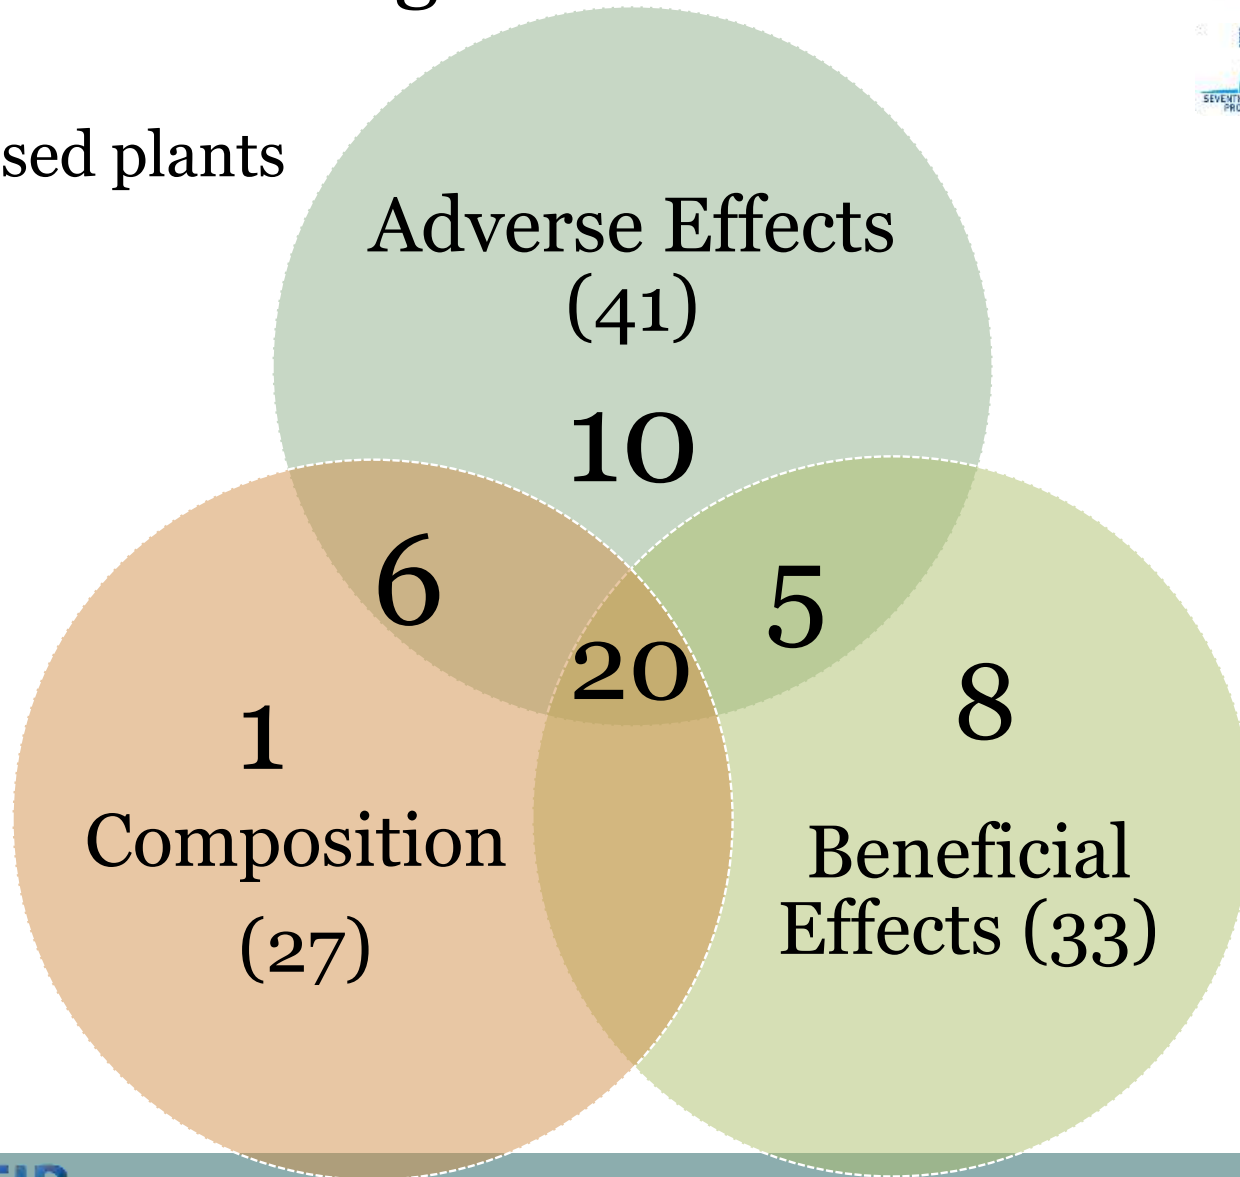 sed plants
Adverse Effects
(41)
10
6
5
20
8
1
Composition
(27)
Beneficial
Effects (33)